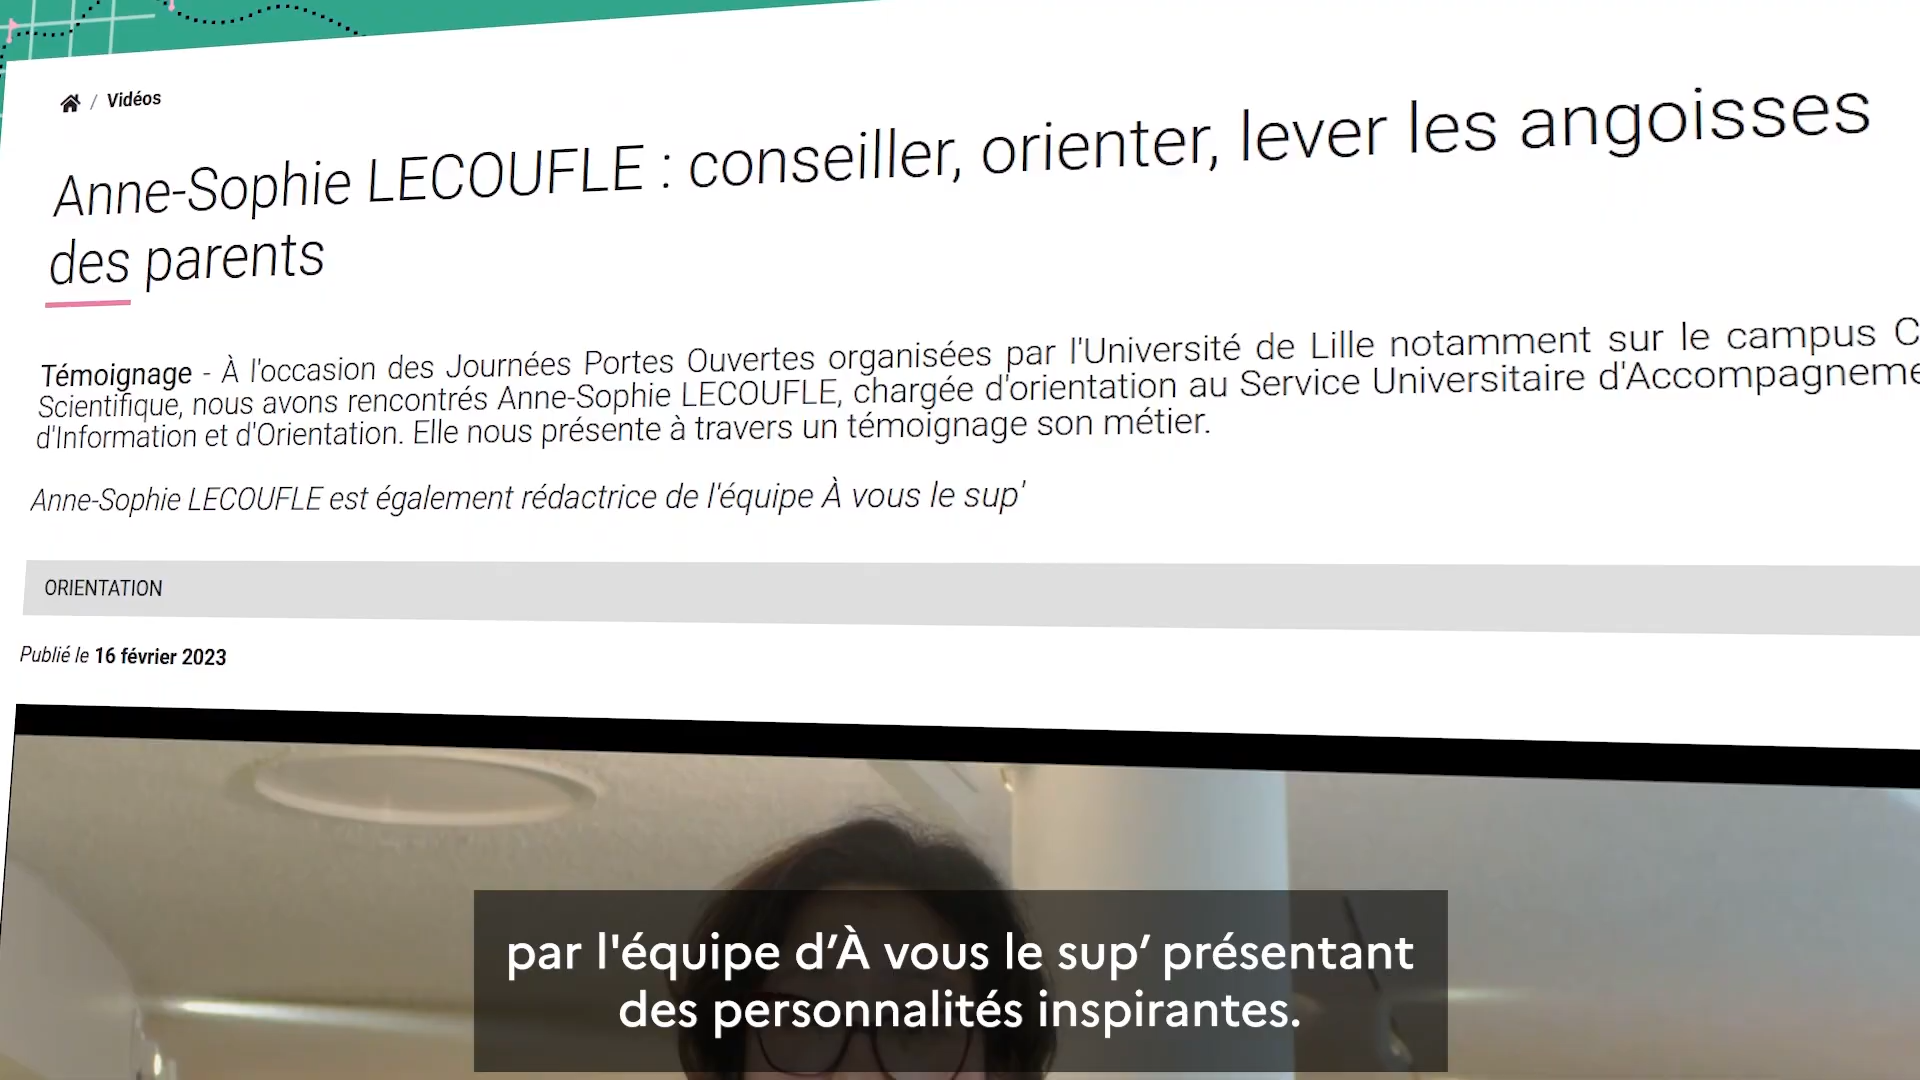 / Vidéos
Anne-Sophie LECOUFLE : conseiller, orienter, lever les angoisses
des parents
Témoignage - À l'occasion des Journées Portes Ouvertes organisées par l'Université de Lille notamment sur le campus
Scientifique, nous avons rencontrés Anne-Sophie LECOUFLE, chargée d'orientation au Service Universitaire
d'Information et d'Orientation. Elle nous présente à travers un témoignage son métier.
Anne-Sophie LECOUFLE est également rédactrice de l'équipe À vous le sup'
ORIENTATION
Publié le 16 février 2023
par l'équipe d’À vous le sup’ présentant
des personnalités inspirantes.